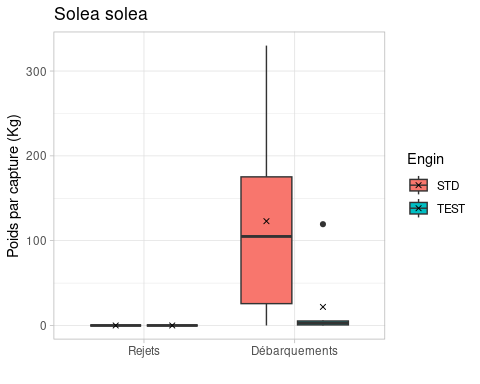 Solea solea
Poids par capture (Kg)
300
200
100
0
Rejets
Débarquements
Engin
STD
TEST